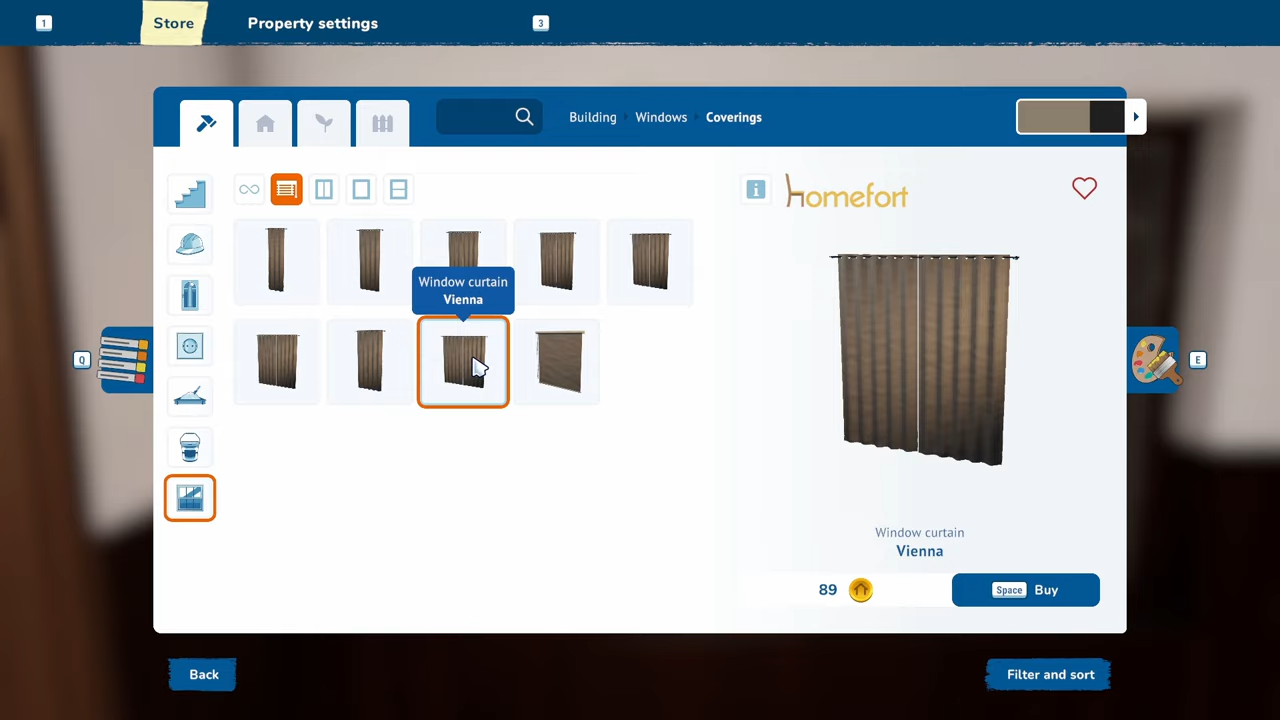 1
Store
Property settings
3
Building
Windows
Coverings
homefort
Window curtain
Vienna
Q
E
Window curtain
Vienna
89
Space
Buy
Back
Filter and sort